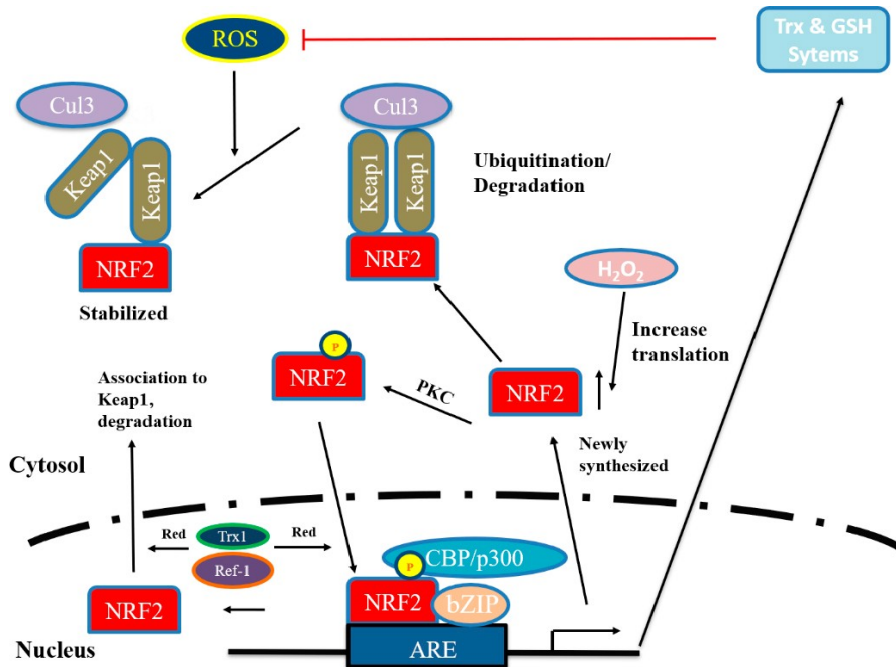 ROS
Trx & GSH
Sytems
Cul3
Cul3
Keap1
Keap1
Keap1
Keap1
Ubiquitination/
Degradation
NRF2
NRF2
H₂O₂
Stabilized
Increase
translation
P
NRF2
NRF2
PKC
Association to
Keap1,
degradation
Newly
synthesized
Cytosol
Red
Trx1
Red
Ref-1
CBP/p300
P
NRF2
NRF2
bZIP
ARE
Nucleus